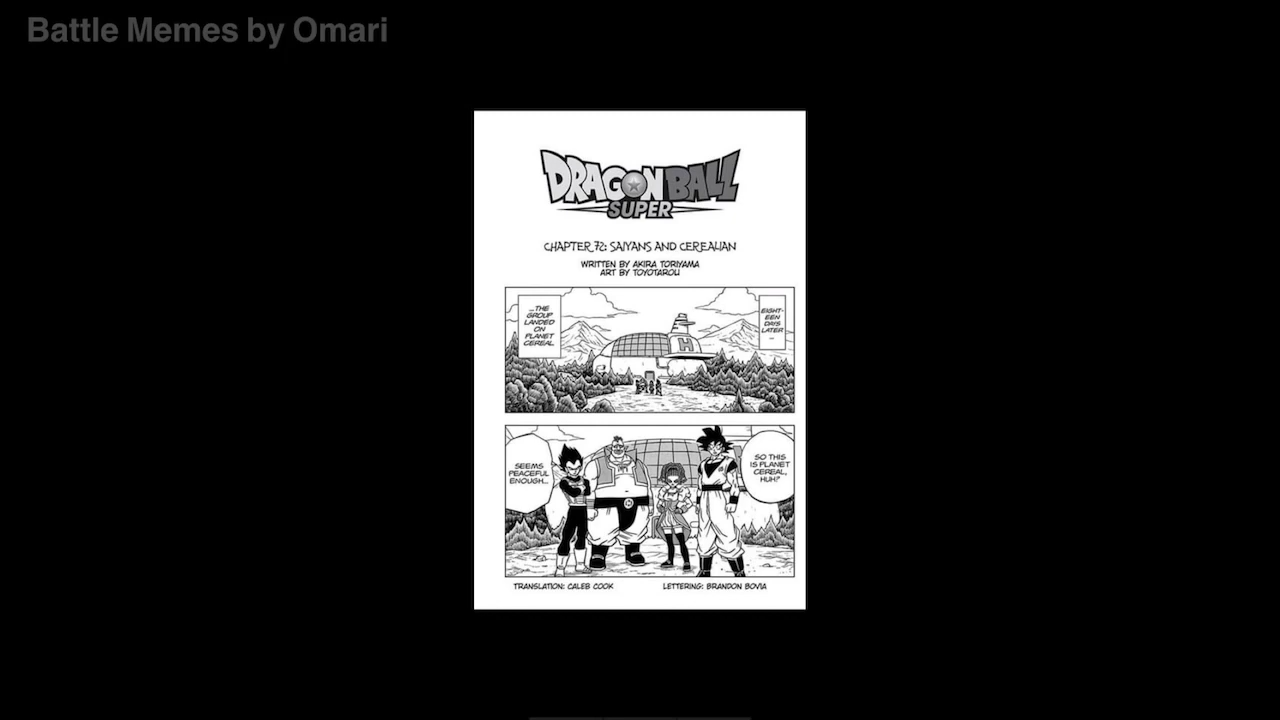 Battle Memes by Omari
DRAGON BALL
SUPER
CHAPTER 72: SAIYANS AND CEREALIAN
WRITTEN BY AKIRA TORIYAMA
ART BY TOYOTAROU
EIGHT-
EEN
DAYS
LATER
...
...THE
GROUP
LANDED
ON
PLANET
CEREAL.
H
SO THIS
IS PLANET
CEREAL,
HUH?
SEEMS
PEACEFUL
ENOUGH...
TRANSLATION: CALEB COOK
LETTERING: BRANDON BOVIA